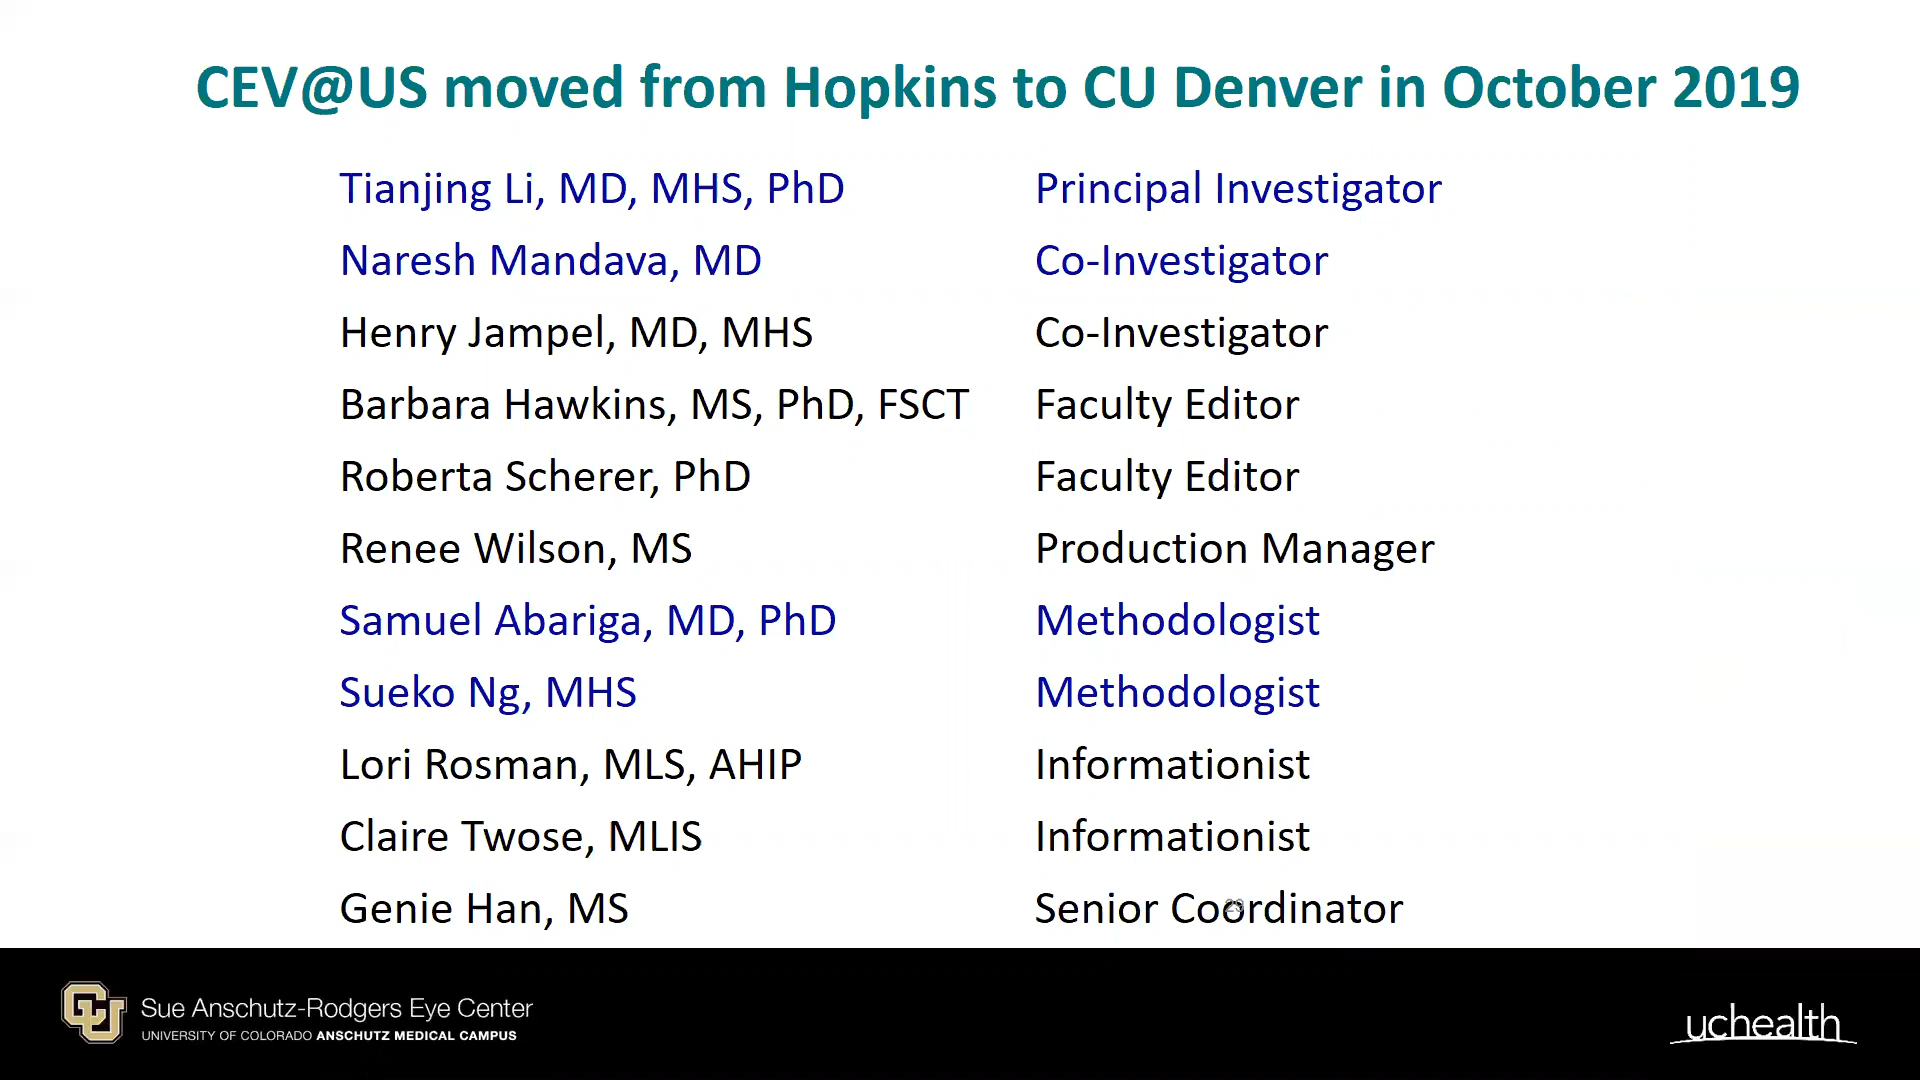 CEV@US moved from Hopkins to CU Denver in October 2019
Tianjing Li, MD, MHS, PhD Principal Investigator
Naresh Mandava, MD Co-Investigator
Henry Jampel, MD, MHS Co-Investigator
Barbara Hawkins, MS, PhD, FSCT Faculty Editor
Roberta Scherer, PhD Faculty Editor
Renee Wilson, MS Production Manager
Samuel Abariga, MD, PhD Methodologist
Sueko Ng, MHS Methodologist
Lori Rosman, MLS, AHIP Informationist
Claire Twose, MLIS Informationist
Genie Han, MS Senior Coordinator
29
CU Sue Anschutz-Rodgers Eye Center
UNIVERSITY OF COLORADO ANSCHUTZ MEDICAL CAMPUS
uchealth